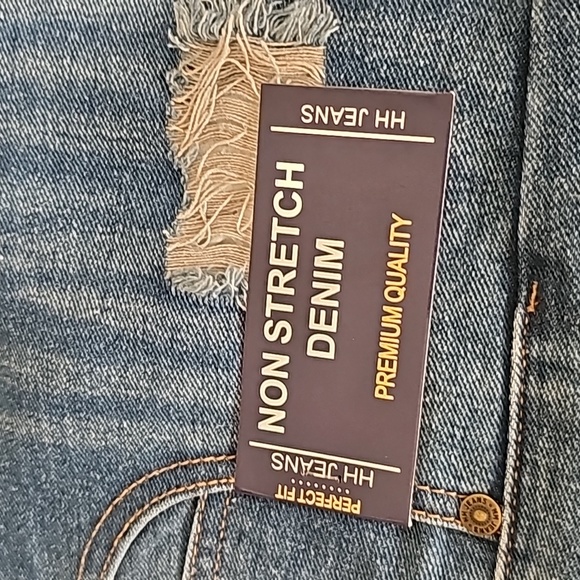 HH JEANS
NON STRETCH
DENIM
PREMIUM QUALITY
HH JEANS
PERFECT FIT